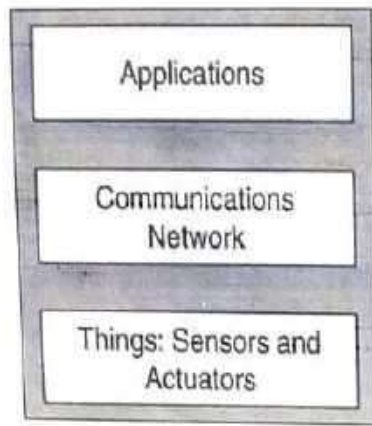 Applications
Communications
Network
Things: Sensors and
Actuators